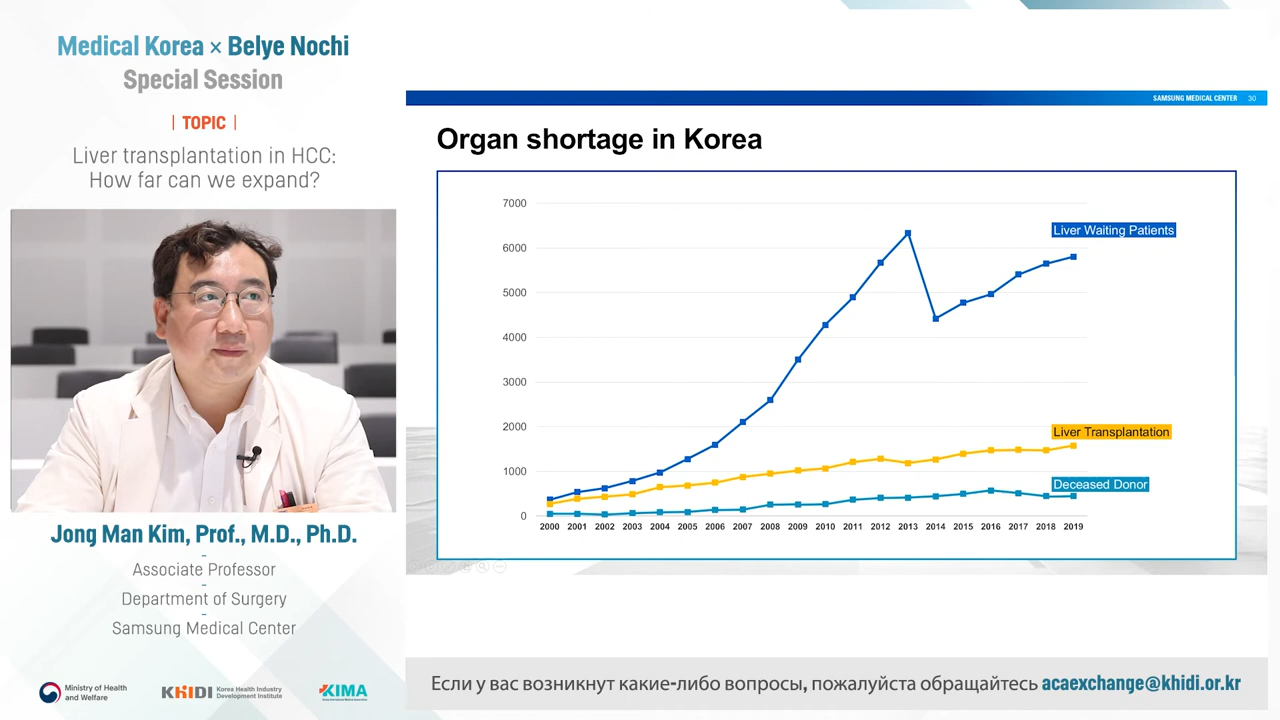 Medical Korea × Belye Nochi
Special Session
| TOPIC |
Liver transplantation in HCC:
How far can we expand?
Jong Man Kim, Prof., M.D., Ph.D.
Associate Professor
Department of Surgery
Samsung Medical Center
Ministry of Health
and Welfare
KHIDI
Korea Health Industry
Development Institute
KIMA
SAMSUNG MEDICAL CENTER 30
Organ shortage in Korea
7000
6000
5000
4000
3000
2000
1000
0
Liver Waiting Patients
Liver Transplantation
Deceased Donor
2000 2001 2002 2003 2004 2005 2006 2007 2008 2009 2010 2011 2012 2013 2014 2015 2016 2017 2018 2019
Если у вас возникнут какие-либо вопросы, пожалуйста обращайтесь acaexchange@khidi.or.kr